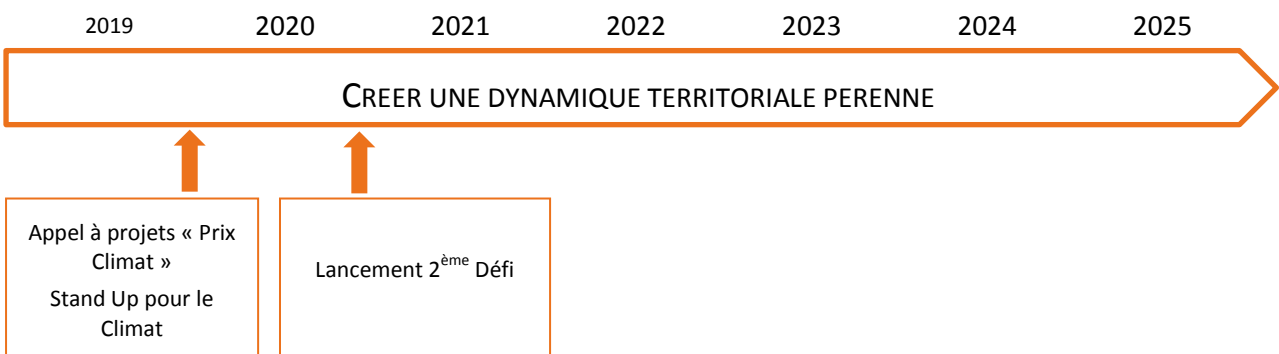 2019 2020 2021 2022 2023 2024 2025
CREER UNE DYNAMIQUE TERRITORIALE PERENNE
Appel à projets « Prix
Climat »
Stand Up pour le
Climat
Lancement 2ème Défi